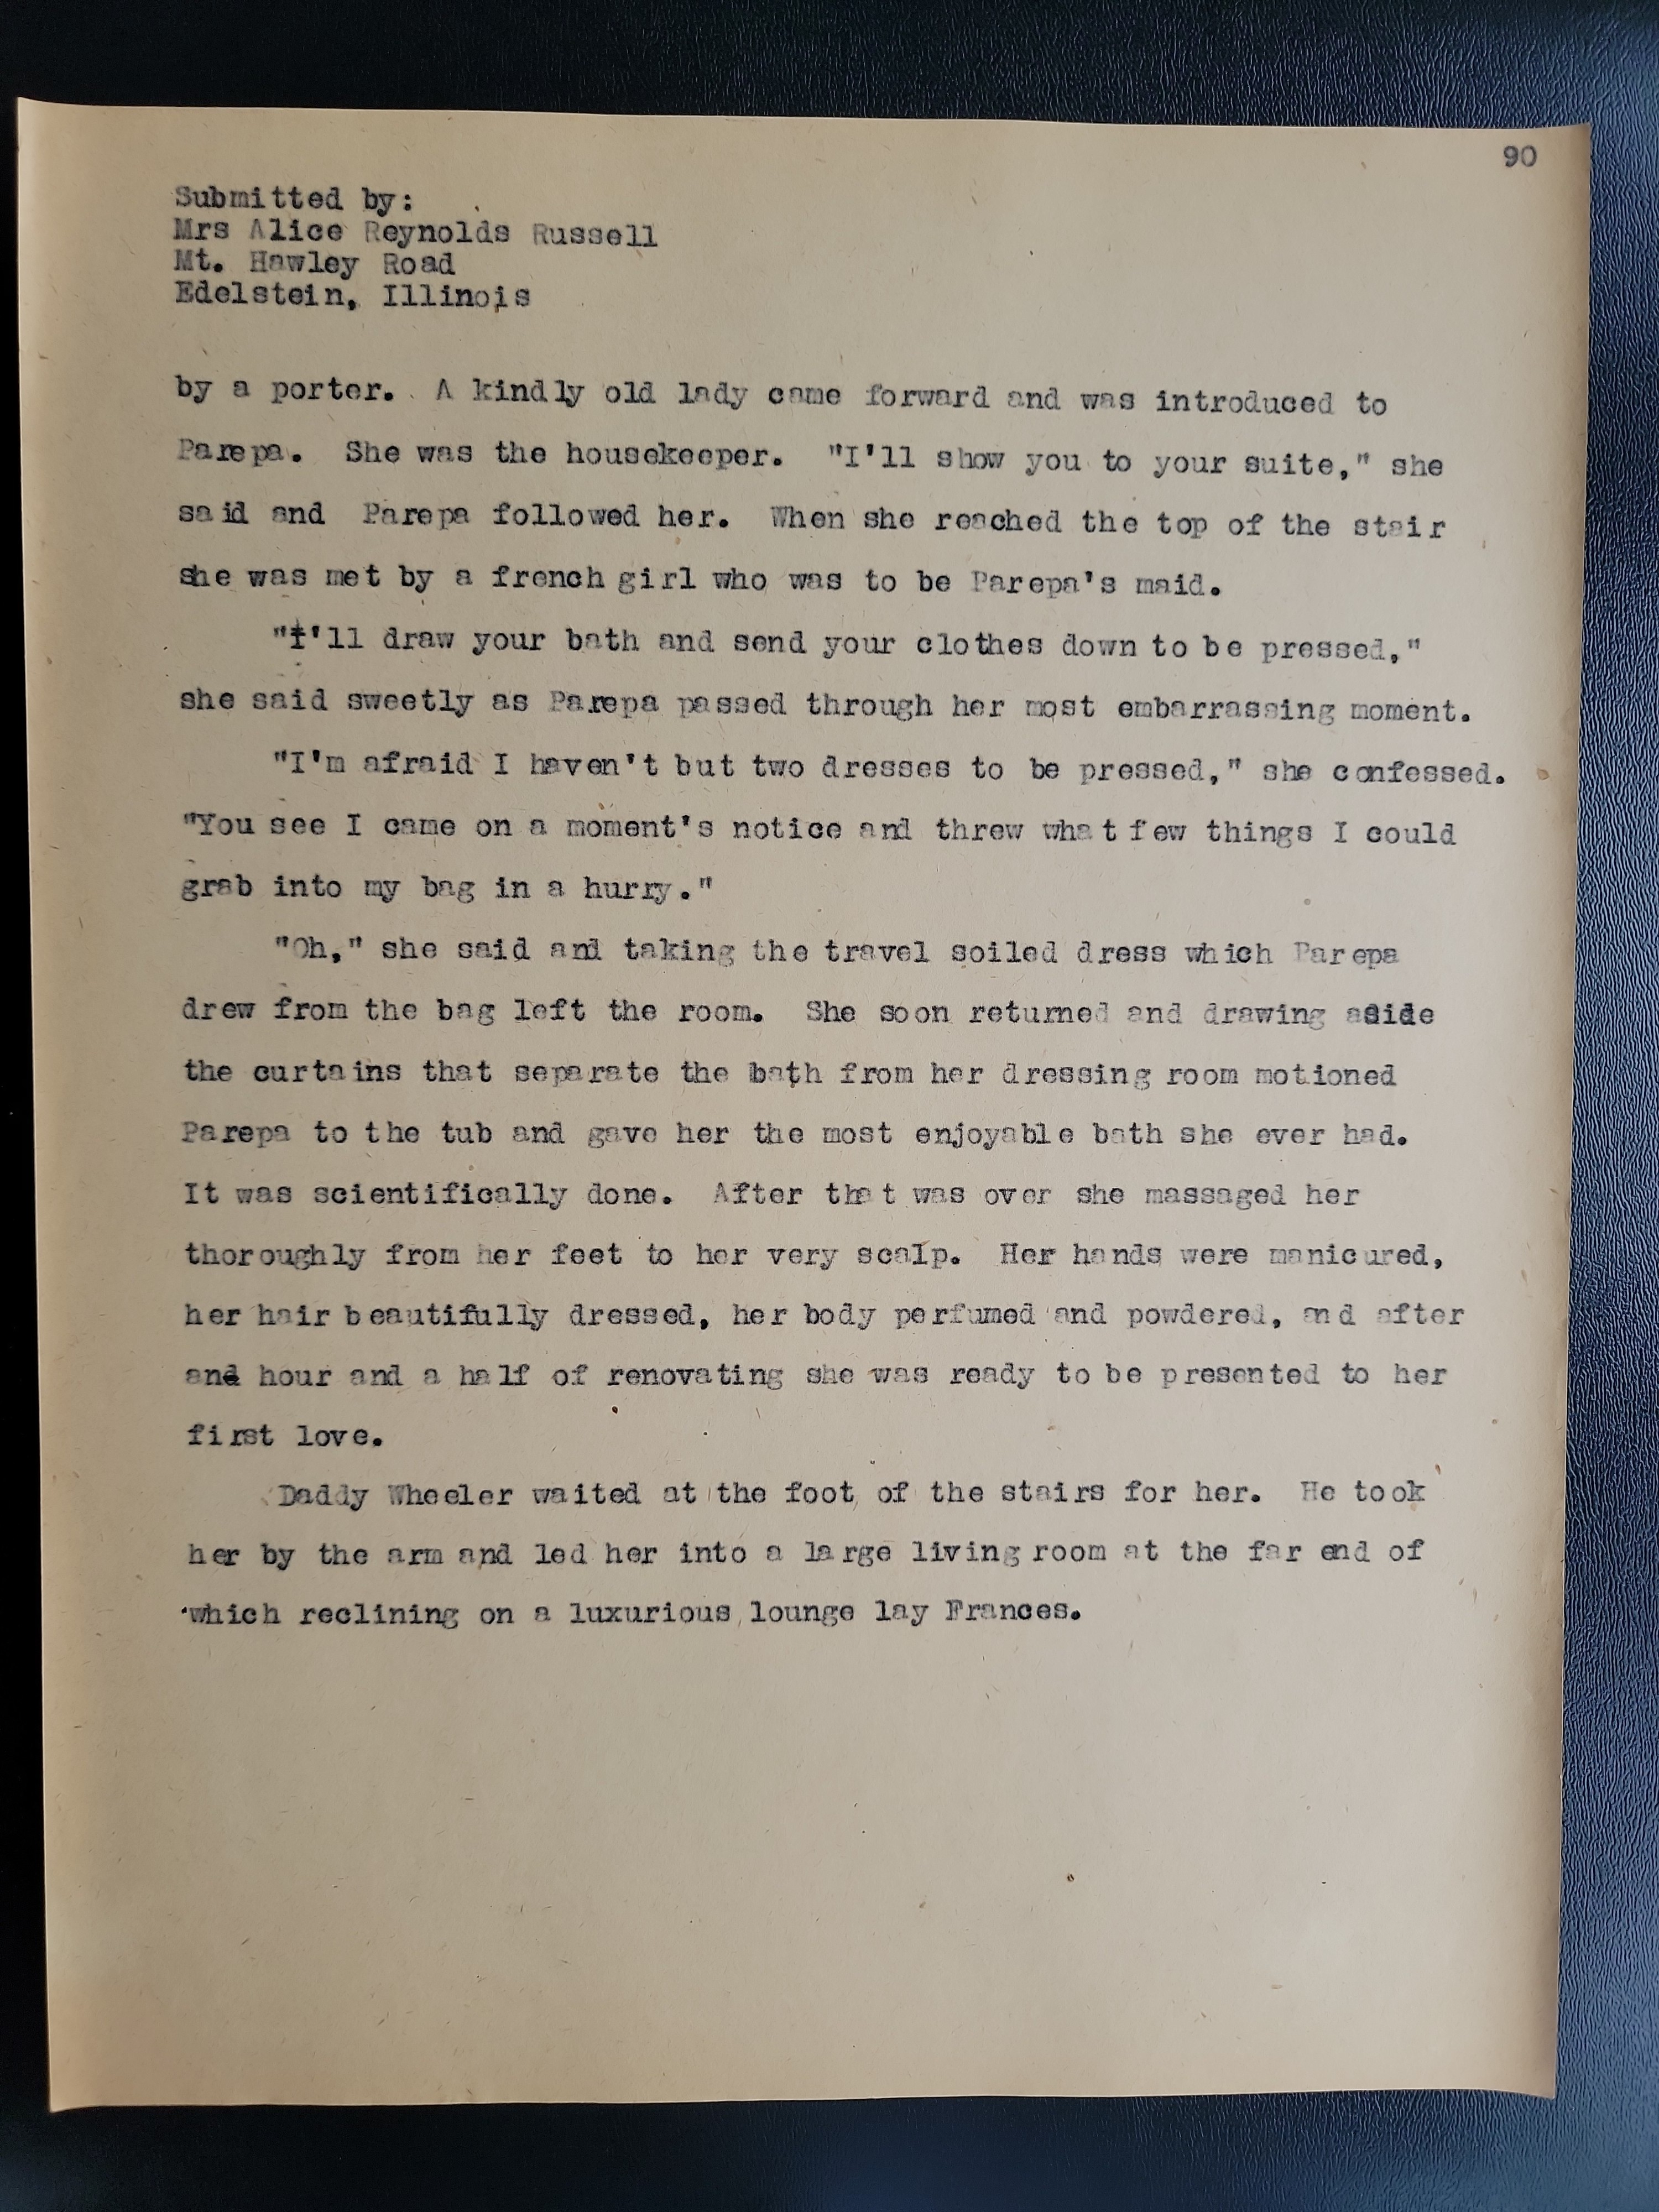 90
Submitted by:
Mrs Alice Reynolds Russell
Mt. Hawley Road
Edelstein, Illinois
by a porter. A kindly old lady came forward and was introduced to
Parepa. She was the housekeeper. "I'll show you to your suite," she
said and Parepa followed her. When she reached the top of the stair
she was met by a french girl who was to be Parepa's maid.
"I'll draw your bath and send your clothes down to be pressed,"
she said sweetly as Parepa passed through her most embarrassing moment.
"I'm afraid I haven't but two dresses to be pressed," she confessed.
"You see I came on a moment's notice and threw what few things I could
grab into my bag in a hurry."
"Oh," she said and taking the travel soiled dress which Parepa
drew from the bag left the room. She soon returned and drawing aside
the curtains that separate the bath from her dressing room motioned
Parepa to the tub and gave her the most enjoyable bath she ever had.
It was scientifically done. After that was over she massaged her
thoroughly from her feet to her very scalp. Her hands were manicured,
her hair beautifully dressed, her body perfumed and powdered, and after
an hour and a half of renovating she was ready to be presented to her
first love.
Daddy Wheeler waited at the foot of the stairs for her. He took
her by the arm and led her into a large living room at the far end of
which reclining on a luxurious lounge lay Frances.